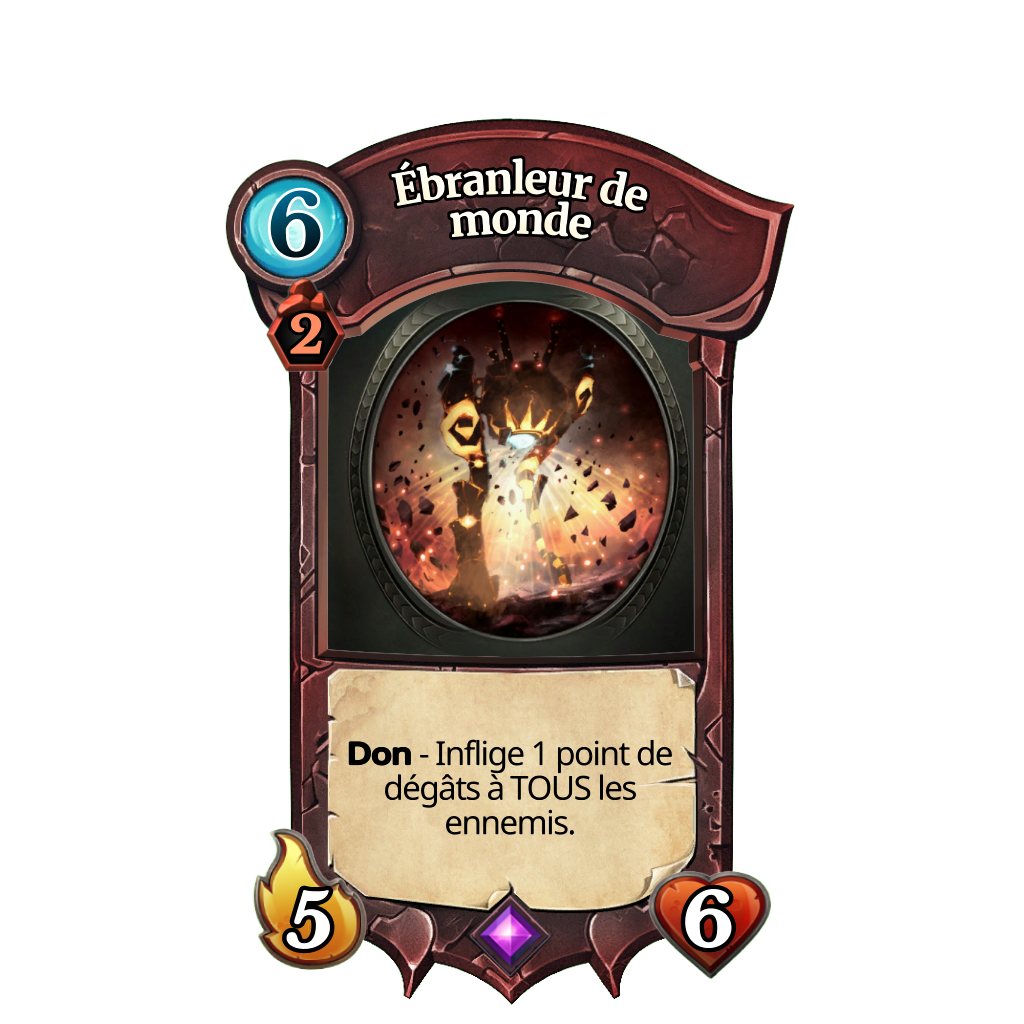 Ébranleur de
monde
6
2
Don - Inflige 1 point de
dégâts à TOUS les
ennemis.
5
6